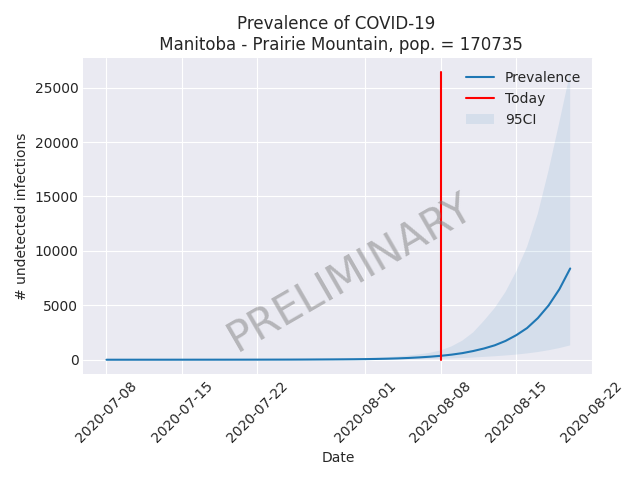 Prevalence of COVID-19
Manitoba - Prairie Mountain, pop. = 170735
# undetected infections
25000
20000
15000
10000
5000
0
Prevalence
Today
95CI
PRELIMINARY
2020-07-08
2020-07-15
2020-07-22
2020-08-01
2020-08-08
2020-08-15
2020-08-22
Date